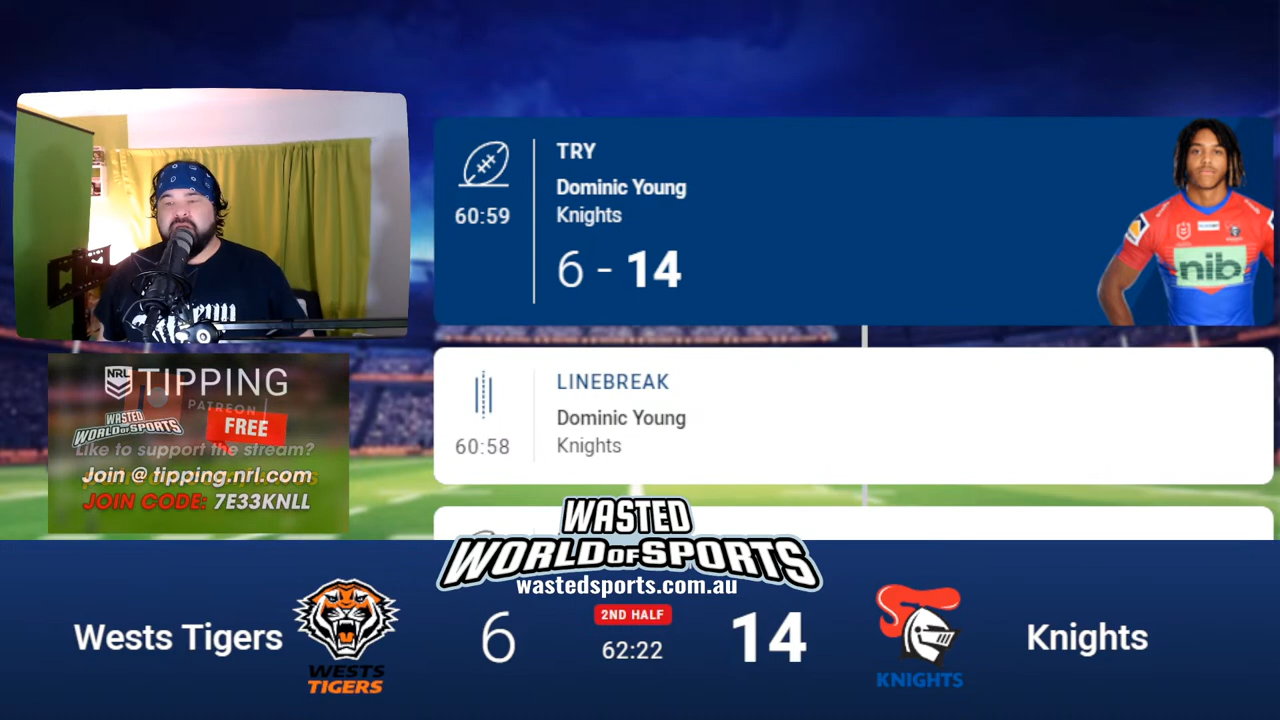 TRY
Dominic Young
Knights
60:59
6 - 14
nib
LINEBREAK
Dominic Young
Knights
60:58
NRL TIPPING
PATREON
WASTED
WORLD OF SPORTS
FREE
Like to support the stream?
Join @ tipping.nrl.com
JOIN CODE: 7E33KNLL
WASTED
WORLD OF SPORTS
wastedsports.com.au
Wests Tigers
WESTS
TIGERS
6
2ND HALF
62:22
14
KNIGHTS
Knights